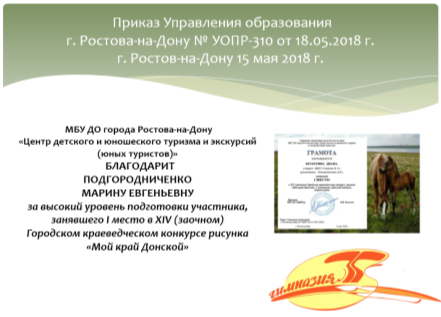 Приказ Управления образования
г. Ростова-на-Дону № УОПР-310 от 18.05.2018 г.
г. Ростов-на-Дону 15 мая 2018 г.
МБУ ДО города Ростова-на-Дону
«Центр детского и юношеского туризма и экскурсий
(юных туристов)»
БЛАГОДАРИТ
ПОДГОРОДНИЧЕНКО
МАРИНУ ЕВГЕНЬЕВНУ
за высокий уровень подготовки участника,
занявшего I место в XIV (заочном)
Городском краеведческом конкурсе рисунка
«Мой край Донской»
ГРАМОТА
гимназия 35